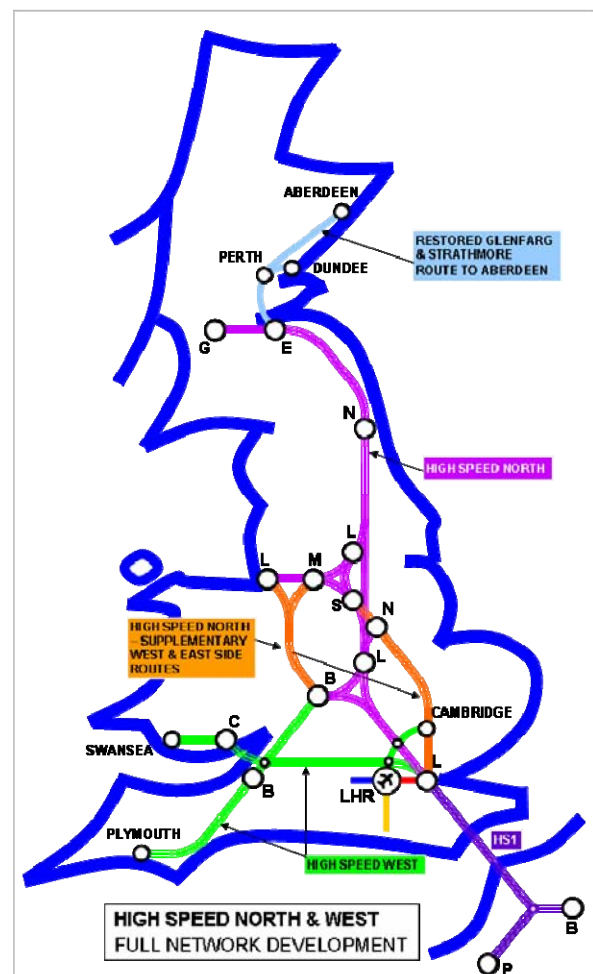 ABERDEEN
RESTORED GLENFARG
& STRATHMORE
ROUTE TO ABERDEEN
PERTH
DUNDEE
G
E
N
HIGH SPEED NORTH
L
L
M
S
N
HIGH SPEED NORTH
– SUPPLEMENTARY
WEST & EAST SIDE
ROUTES
L
B
CAMBRIDGE
C
SWANSEA
B
LHR
L
PLYMOUTH
HS1
HIGH SPEED WEST
HIGH SPEED NORTH & WEST
FULL NETWORK DEVELOPMENT
B
P